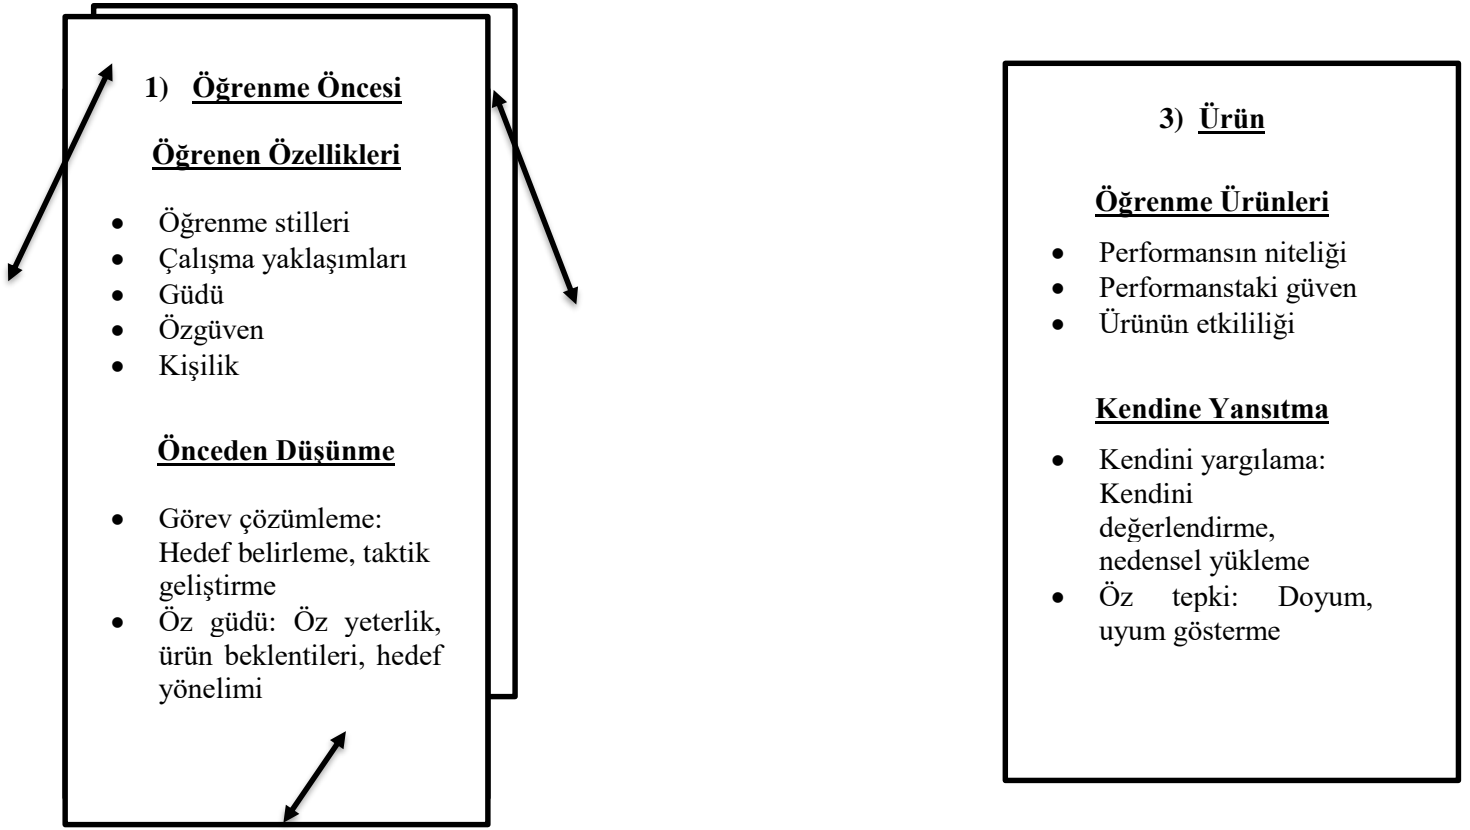 1) Öğrenme Öncesi
Öğrenen Özellikleri
• Öğrenme stilleri
• Çalışma yaklaşımları
• Güdü
• Özgüven
• Kişilik
Önceden Düşünme
• Görev çözümleme:
Hedef belirleme, taktik
geliştirme
• Öz güdü: Öz yeterlik,
ürün beklentileri, hedef
yönelimi
3) Ürün
Öğrenme Ürünleri
• Performansın niteliği
• Performanstaki güven
• Ürünün etkililiği
Kendine Yansıtma
• Kendini yargılama:
Kendini
değerlendirme,
nedensel yükleme
• Öz tepki: Doyum,
uyum gösterme